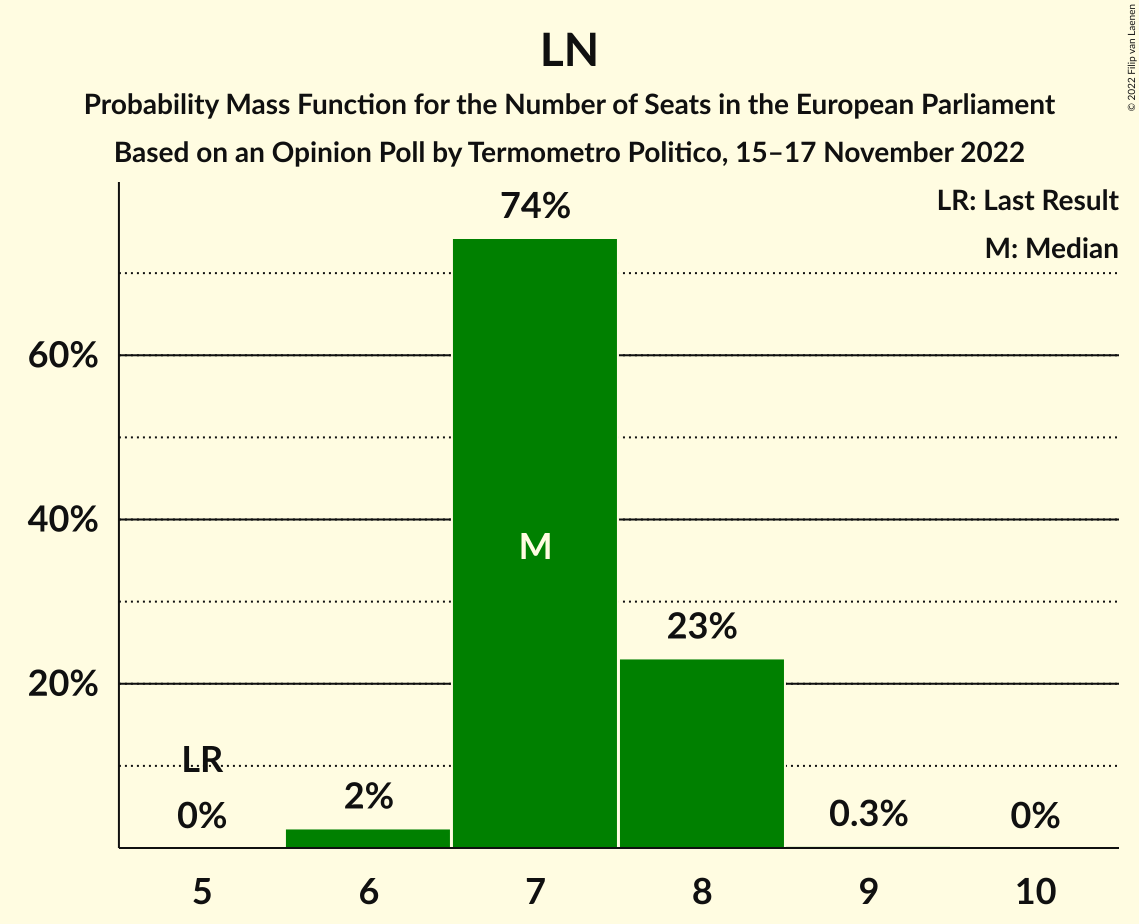 LN
Probability Mass Function for the Number of Seats in the European Parliament
Based on an Opinion Poll by Termometro Politico, 15–17 November 2022
© 2022 Filip van Laenen
LR: Last Result
M: Median
74%
60%
40%
M
23%
20%
LR
0%
2%
0.3%
0%
5 6 7 8 9 10